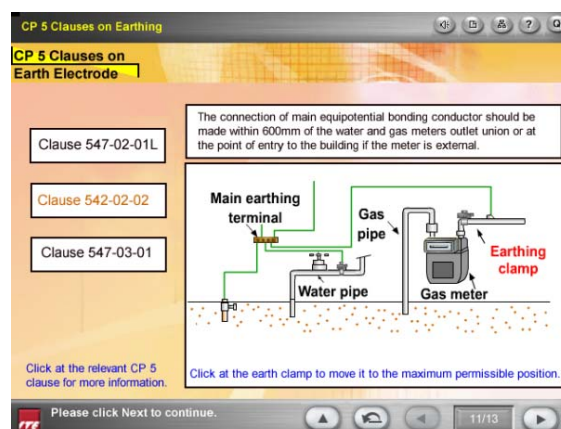 CP 5 Clauses on Earthing
? Q
CP 5 Clauses on
Earth Electrode
The connection of main equipotential bonding conductor should be
made within 600mm of the water and gas meters outlet union or at
the point of entry to the building if the meter is external.
Clause 547-02-01L
Clause 542-02-02
Clause 547-03-01
Main earthing
terminal
Gas
pipe
Earthing
clamp
Water pipe
Gas meter
Click at the relevant CP 5
clause for more information.
Click at the earth clamp to move it to the maximum permissible position.
ITE
Please click Next to continue.
11/13